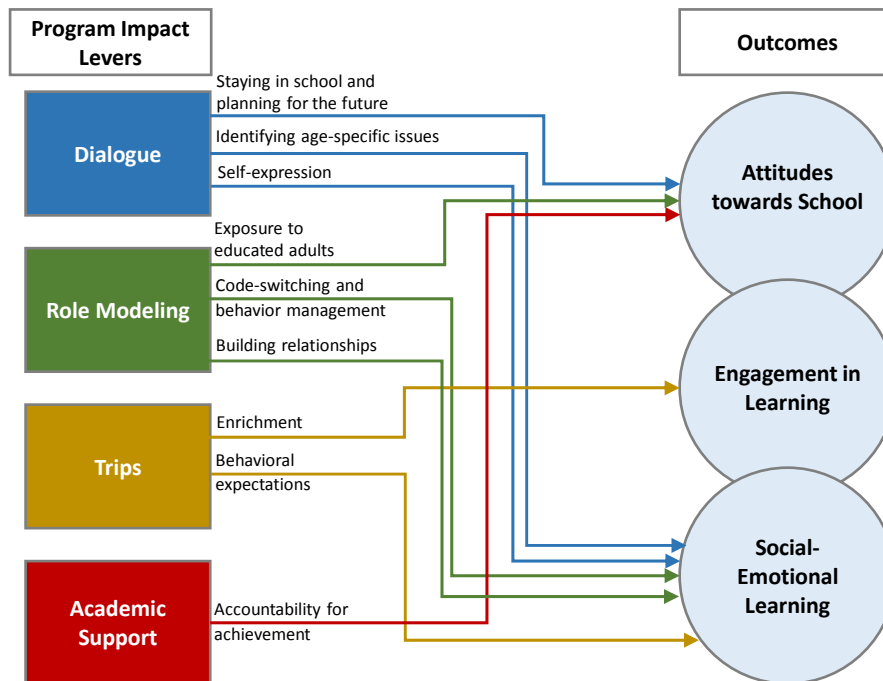 Program Impact
Levers
Outcomes
Dialogue
Staying in school and
planning for the future
Identifying age-specific issues
Self-expression
Role Modeling
Exposure to
educated adults
Code-switching and
behavior management
Building relationships
Trips
Enrichment
Behavioral
expectations
Academic
Support
Accountability for
achievement
Attitudes
towards School
Engagement in
Learning
Social-
Emotional
Learning